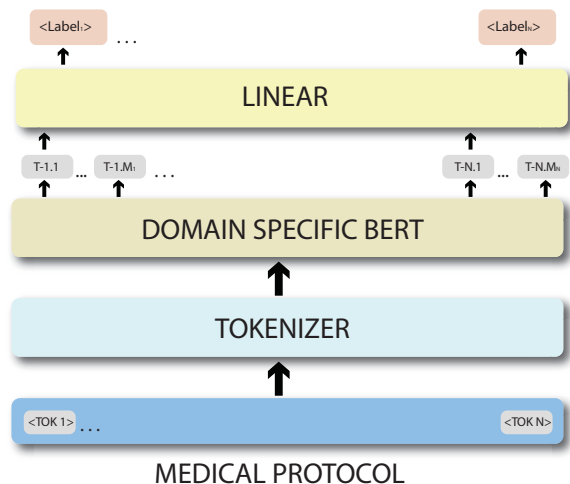 <Label₁> ... <Labelₙ>
LINEAR
T-1.1 ... T-1.M₁ ... T-N.1 ... T-N.Mₙ
DOMAIN SPECIFIC BERT
TOKENIZER
<TOK 1> ... <TOK N>
MEDICAL PROTOCOL